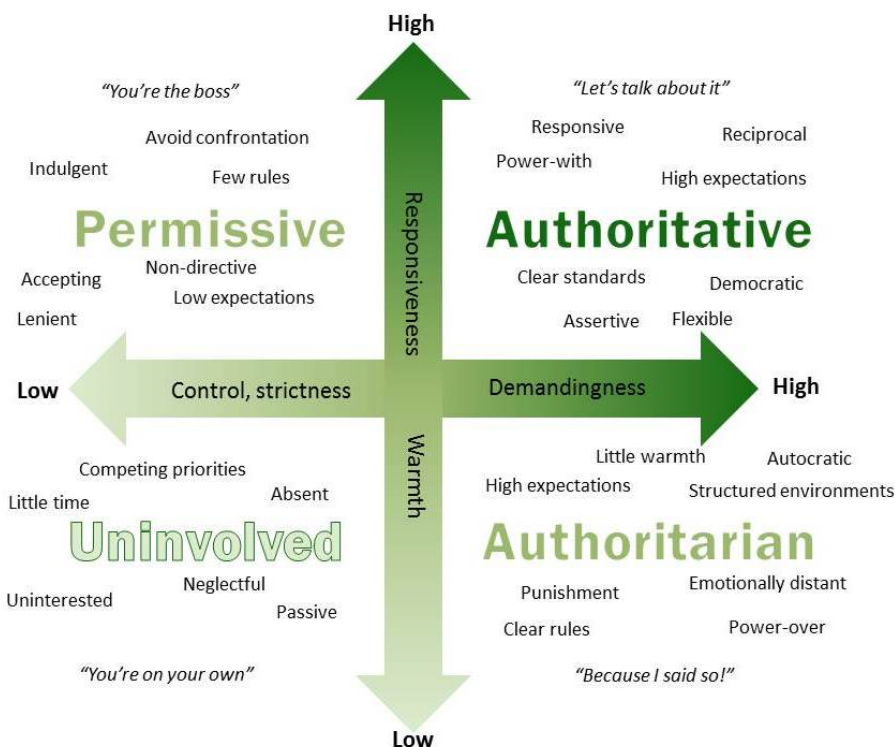 High
“You’re the boss”
“Let’s talk about it”
Avoid confrontation
Responsive
Reciprocal
Indulgent
Few rules
Power-with
High expectations
Permissive
Responsiveness
Authoritative
Accepting
Non-directive
Low expectations
Lenient
Clear standards
Democratic
Assertive
Flexible
Low
Control, strictness
Demandingness
High
Competing priorities
Little time
Absent
Warmth
Little warmth
Autocratic
High expectations
Structured environments
Uninvolved
Authoritarian
Uninterested
Neglectful
Passive
Punishment
Emotionally distant
Clear rules
Power-over
“You’re on your own”
“Because I said so!”
Low